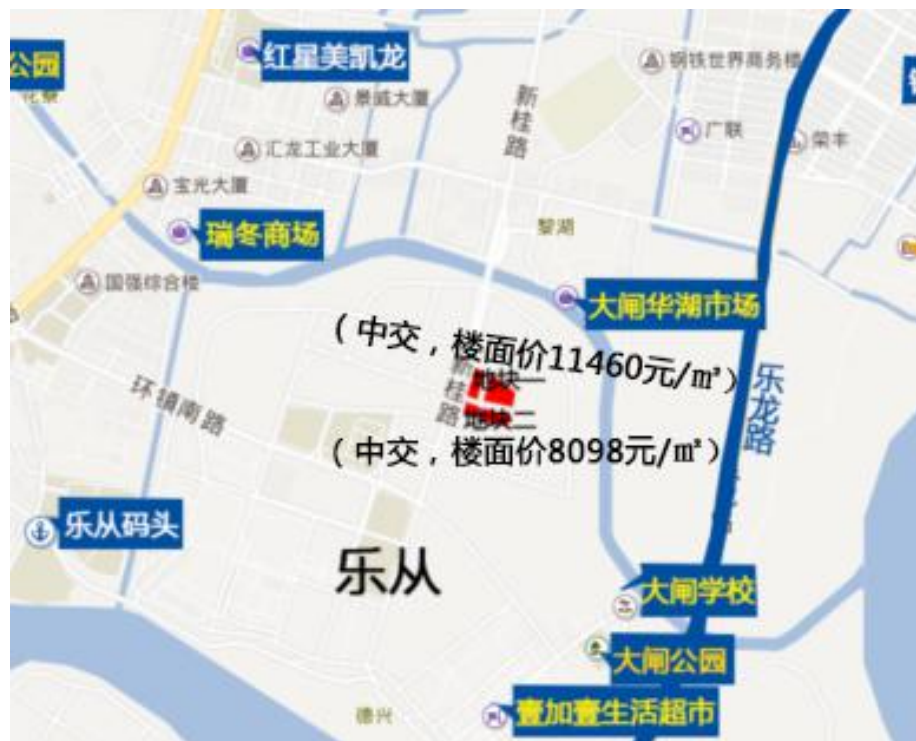 红星美凯龙
公园
钢铁世界商务楼
景威大厦
新桂路
广联
荣丰
汇龙工业大厦
宝光大厦
瑞冬商场
黎湖
国强综合楼
大闸华湖市场
（中交，楼面价11460元/㎡）
地块一
乐龙路
环镇南路
新桂路
地块二
（中交，楼面价8098元/㎡）
乐从码头
乐从
大闸学校
大闸公园
德兴
壹加壹生活超市